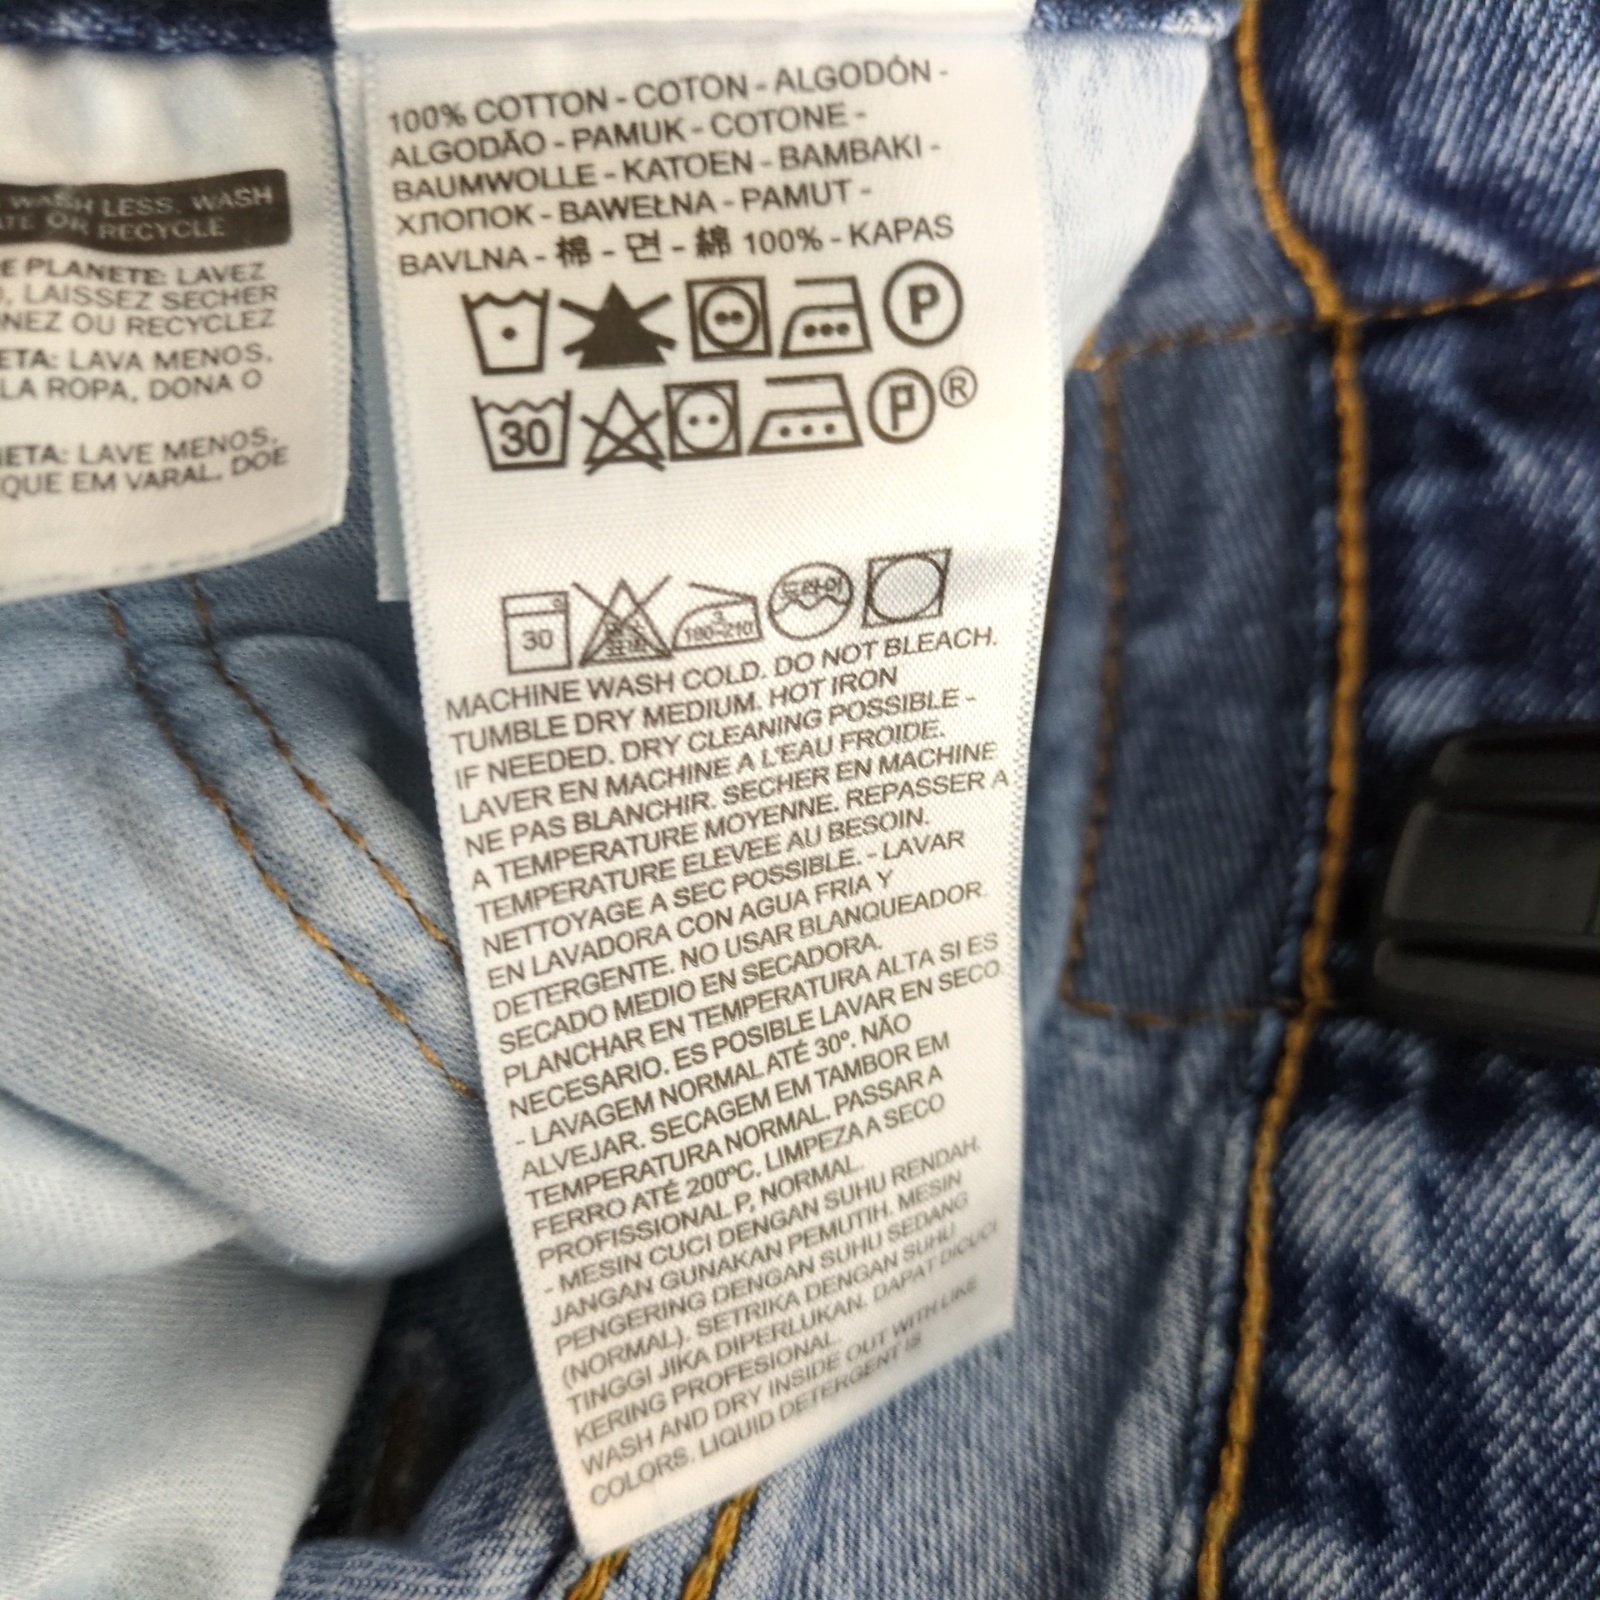 WASH LESS. WASH
OR RECYCLE
PLANETE: LAVEZ
LAISSEZ SECHER
OU RECYCLEZ
LAVA MENOS.
LA ROPA, DONA O
LAVE MENOS.
QUE EM VARAL. DOE
100% COTTON - COTON - ALGODÓN -
ALGODÃO - PAMUK - COTONE -
BAUMWOLLE - KATOEN - BAMBAKI -
ХЛОПОК - BAWEŁNA - PAMUT -
BAVLNA - 棉 - 면 - 綿 100% - KAPAS
P
30 P ®
30 3 180~210 드라이
MACHINE WASH COLD. DO NOT BLEACH.
TUMBLE DRY MEDIUM. HOT IRON
IF NEEDED. DRY CLEANING POSSIBLE -
LAVER EN MACHINE A L'EAU FROIDE.
NE PAS BLANCHIR. SECHER EN MACHINE
A TEMPERATURE MOYENNE. REPASSER A
TEMPERATURE ELEVEE AU BESOIN.
NETTOYAGE A SEC POSSIBLE. - LAVAR
EN LAVADORA CON AGUA FRIA Y
DETERGENTE. NO USAR BLANQUEADOR.
SECADO MEDIO EN SECADORA.
PLANCHAR EN TEMPERATURA ALTA SI ES
NECESARIO. ES POSIBLE LAVAR EN SECO
- LAVAGEM NORMAL ATÉ 30º. NÃO
ALVEJAR. SECAGEM EM TAMBOR EM
TEMPERATURA NORMAL. PASSAR A
FERRO ATÉ 200ºC. LIMPEZA A SECO
PROFISSIONAL P, NORMAL.
- MESIN CUCI DENGAN SUHU RENDAH.
JANGAN GUNAKAN PEMUTIH. MESIN
PENGERING DENGAN SUHU SEDANG
(NORMAL). SETRIKA DENGAN SUHU
TINGGI JIKA DIPERLUKAN. DAPAT DICUCI
KERING PROFESIONAL.
WASH AND DRY INSIDE OUT WITH LIKE
COLORS. LIQUID DETERGENT IS